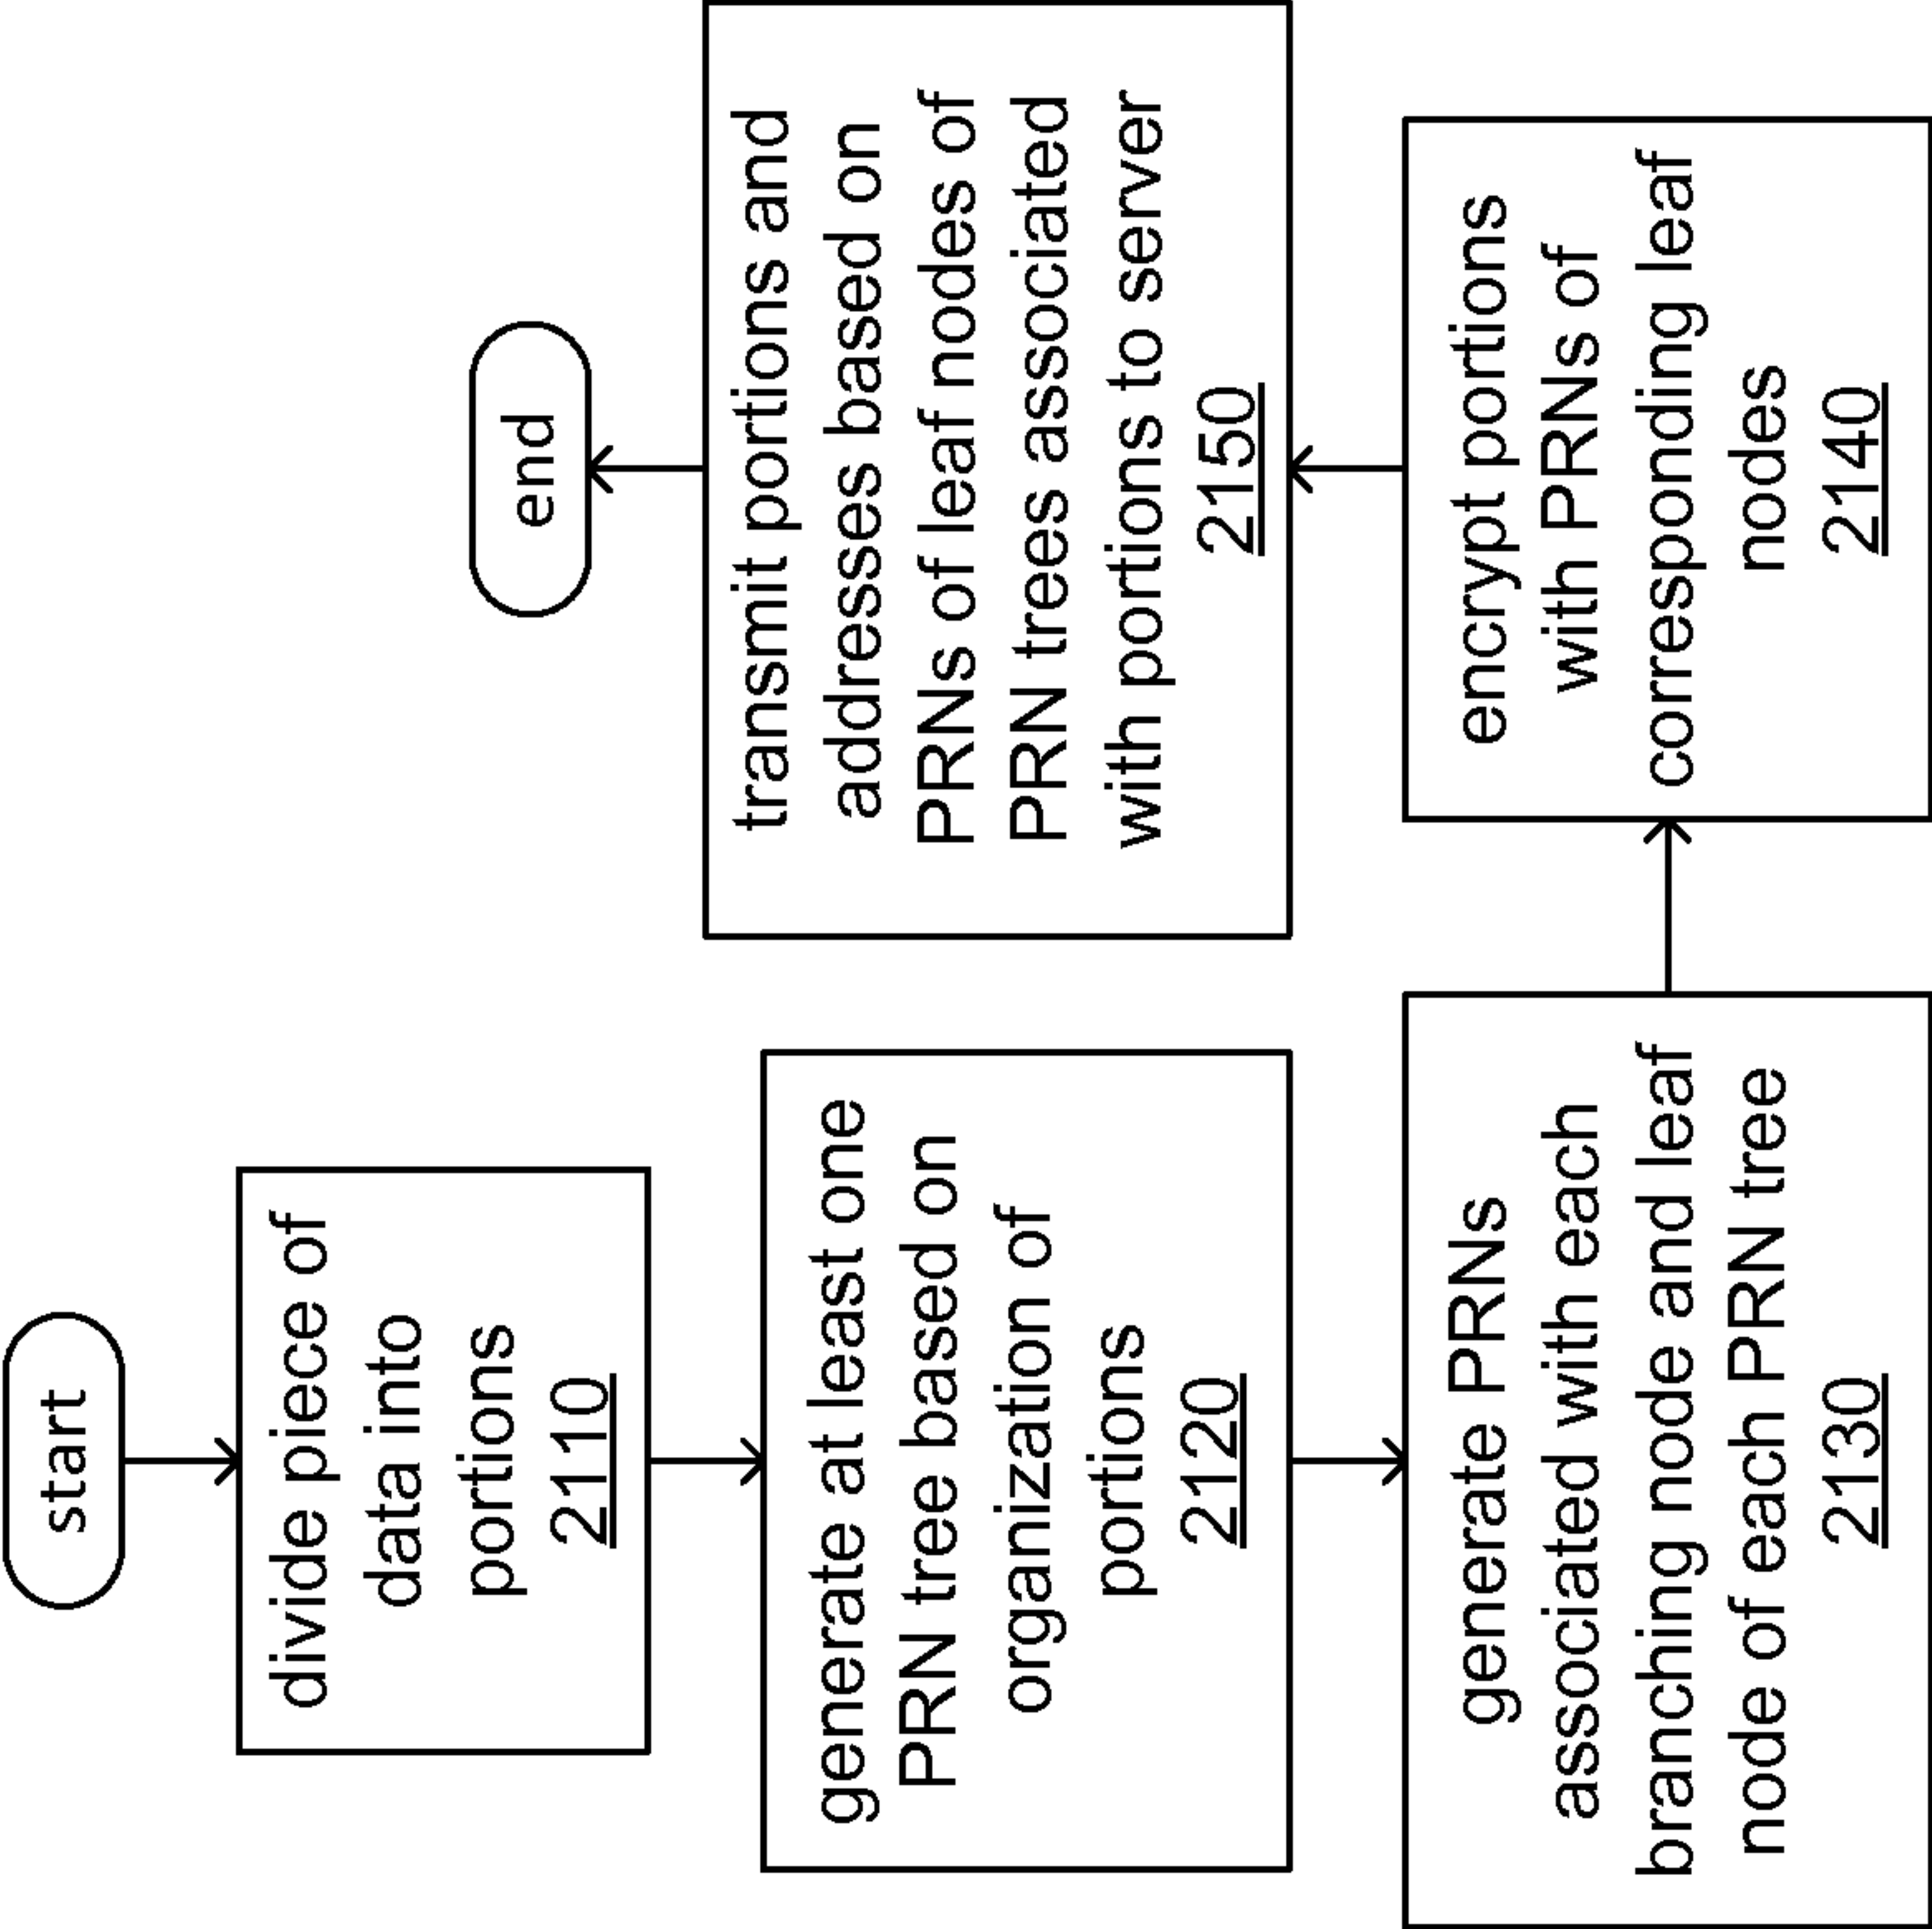 start
divide piece of
data into
portions
2110
generate at least one
PRN tree based on
organization of
portions
2120
generate PRNs
associated with each
branching node and leaf
node of each PRN tree
2130
encrypt portions
with PRNs of
corresponding leaf
nodes
2140
transmit portions and
addresses based on
PRNs of leaf nodes of
PRN trees associated
with portions to server
2150
end